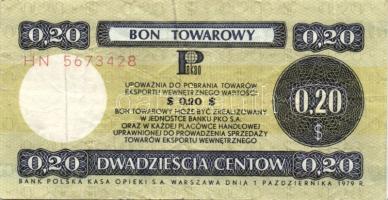 0,20 BON TOWAROWY 0,20
HN 5673428
PEKAO
UPOWAŻNIA DO POBRANIA TOWARÓW
EKSPORTU WEWNĘTRZNEGO WARTOŚCI
$ 0.20 $
BON TOWAROWY MOŻE BYĆ ZREALIZOWANY
W JEDNOSTCE BANKU PKO S.A.
ORAZ W KAŻDEJ PLACÓWCE HANDLOWEJ
UPRAWNIONEJ DO PROWADZENIA SPRZEDAŻY
TOWARÓW EKSPORTU WEWNĘTRZNEGO
0,20
$
0,20 DWADZIEŚCIA CENTÓW 0,20
BANK POLSKA KASA OPIEKI S.A. WARSZAWA DNIA 1 PAŹDZIERNIKA 1979 R.